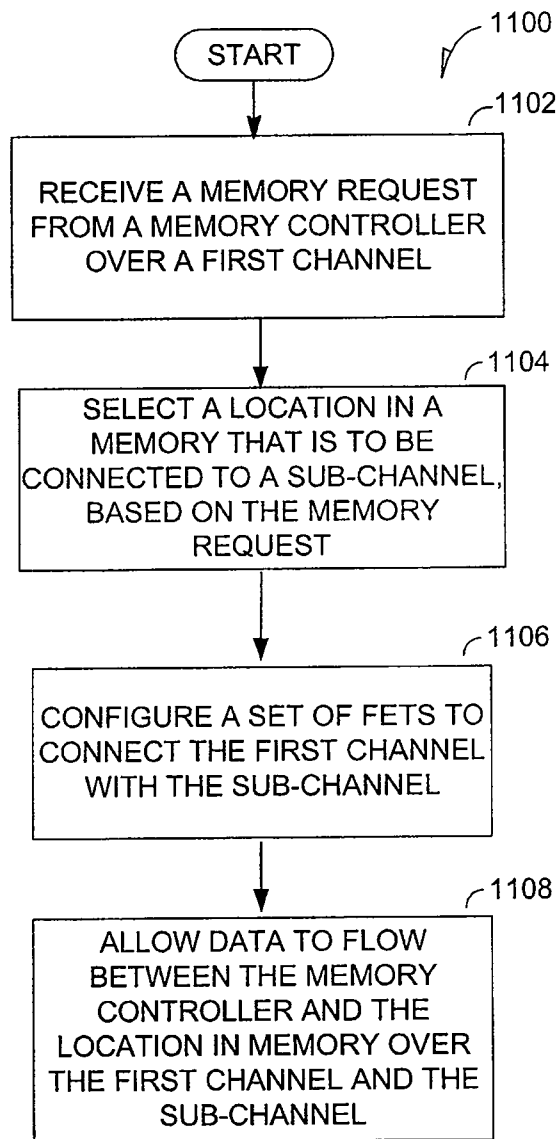 START
1100
1102
RECEIVE A MEMORY REQUEST
FROM A MEMORY CONTROLLER
OVER A FIRST CHANNEL
1104
SELECT A LOCATION IN A
MEMORY THAT IS TO BE
CONNECTED TO A SUB-CHANNEL,
BASED ON THE MEMORY
REQUEST
1106
CONFIGURE A SET OF FETS TO
CONNECT THE FIRST CHANNEL
WITH THE SUB-CHANNEL
1108
ALLOW DATA TO FLOW
BETWEEN THE MEMORY
CONTROLLER AND THE
LOCATION IN MEMORY OVER
THE FIRST CHANNEL AND THE
SUB-CHANNEL